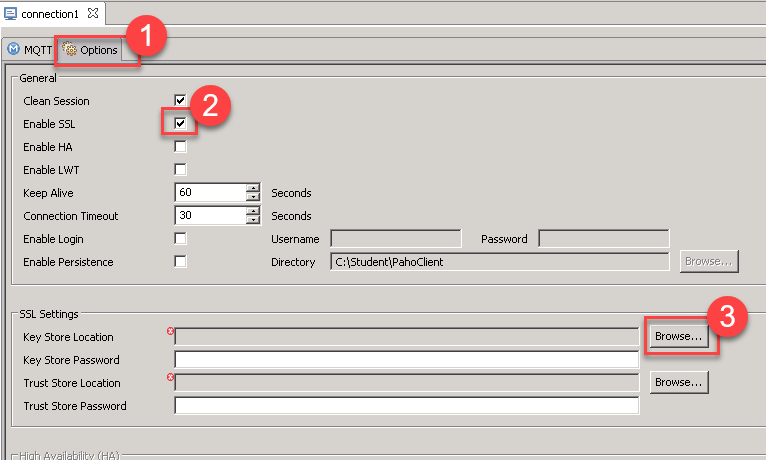 connection1
1
MQTT Options
General
Clean Session
2
Enable SSL
Enable HA
Enable LWT
Keep Alive 60 Seconds
Connection Timeout 30 Seconds
Enable Login Username Password
Enable Persistence Directory C:\Student\PahoClient Browse...
SSL Settings
3
Key Store Location Browse...
Key Store Password
Trust Store Location Browse...
Trust Store Password
High Availability (HA)